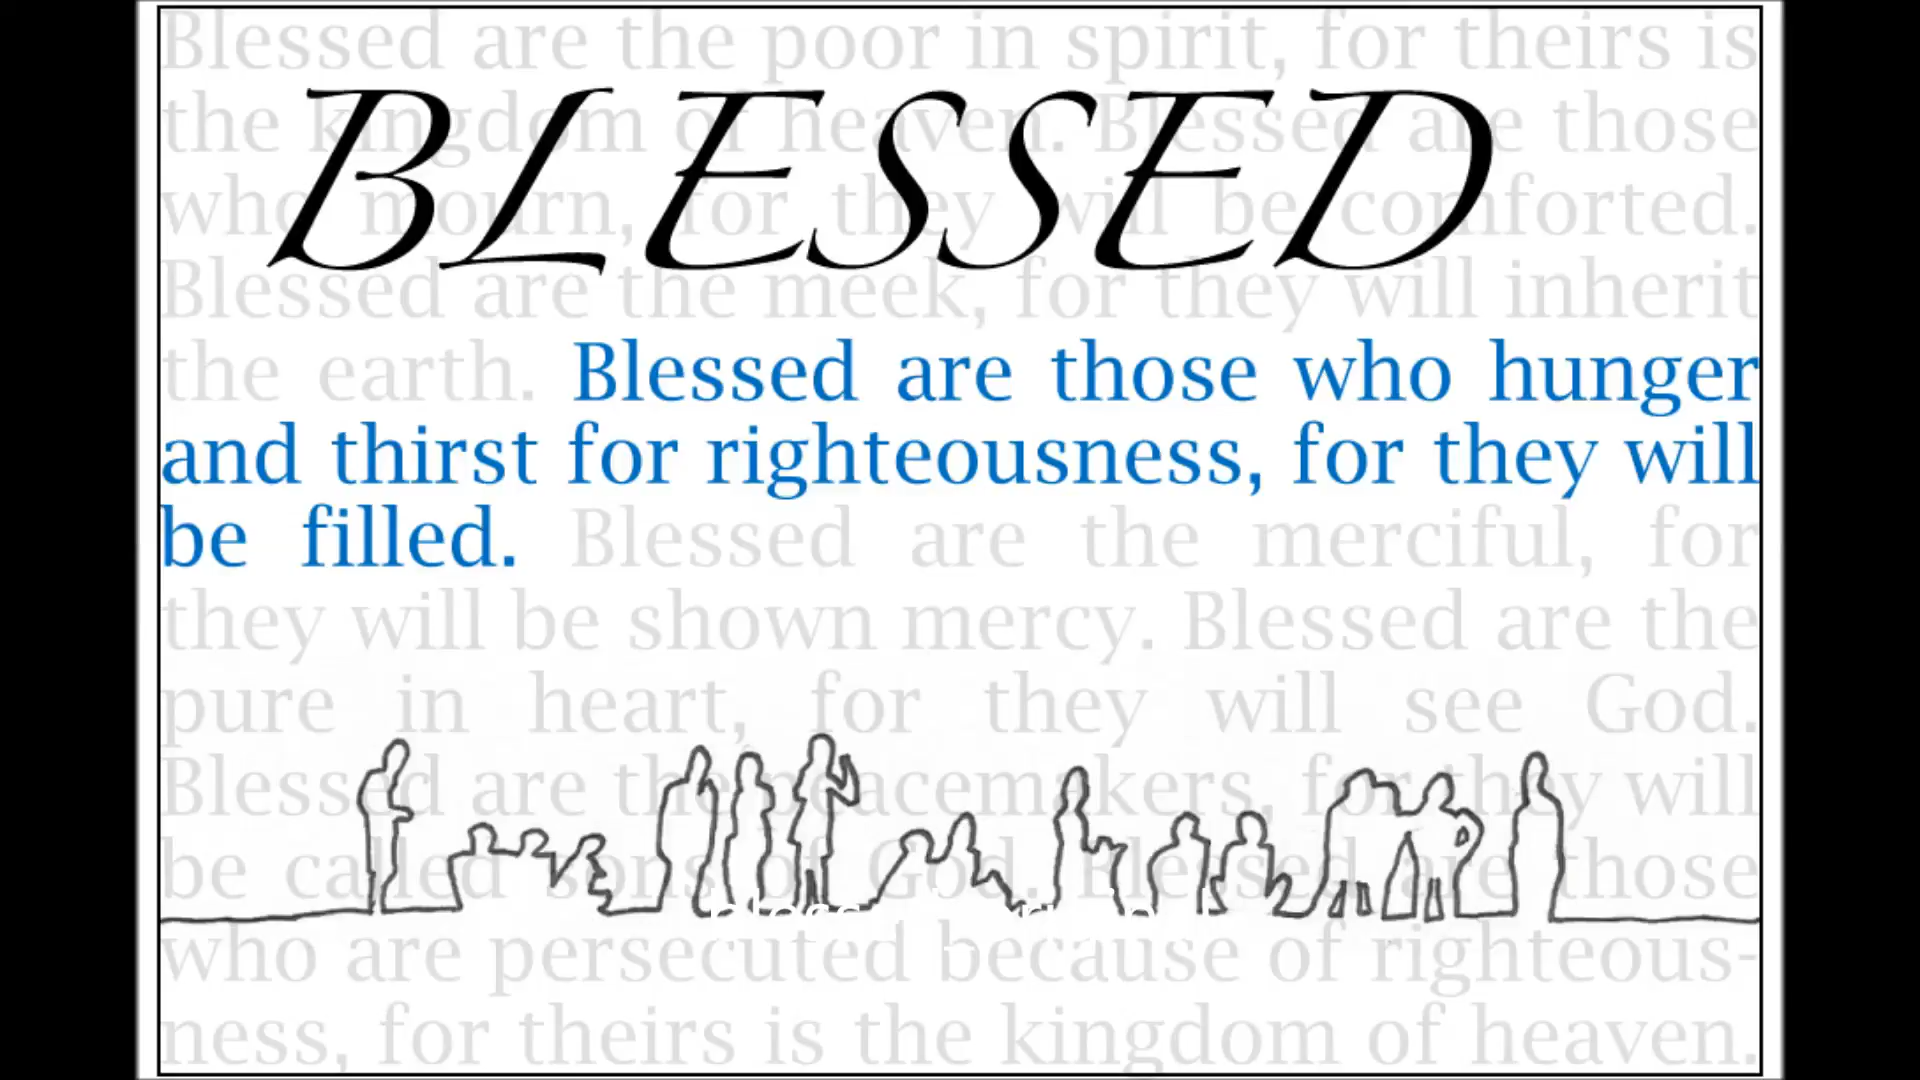 Blessed are the poor in spirit, for theirs is
BLESSED
the kingdom of heaven. Blessed are those
who mourn, for they will be comforted.
Blessed are the meek, for they will inherit
the earth. Blessed are those who hunger
and thirst for righteousness, for they will
be filled. Blessed are the merciful, for
they will be shown mercy. Blessed are the
pure in heart, for they will see God.
Blessed are the peacemakers, for they will
be called sons of God. Blessed are those
who are persecuted because of righteous-
ness, for theirs is the kingdom of heaven.